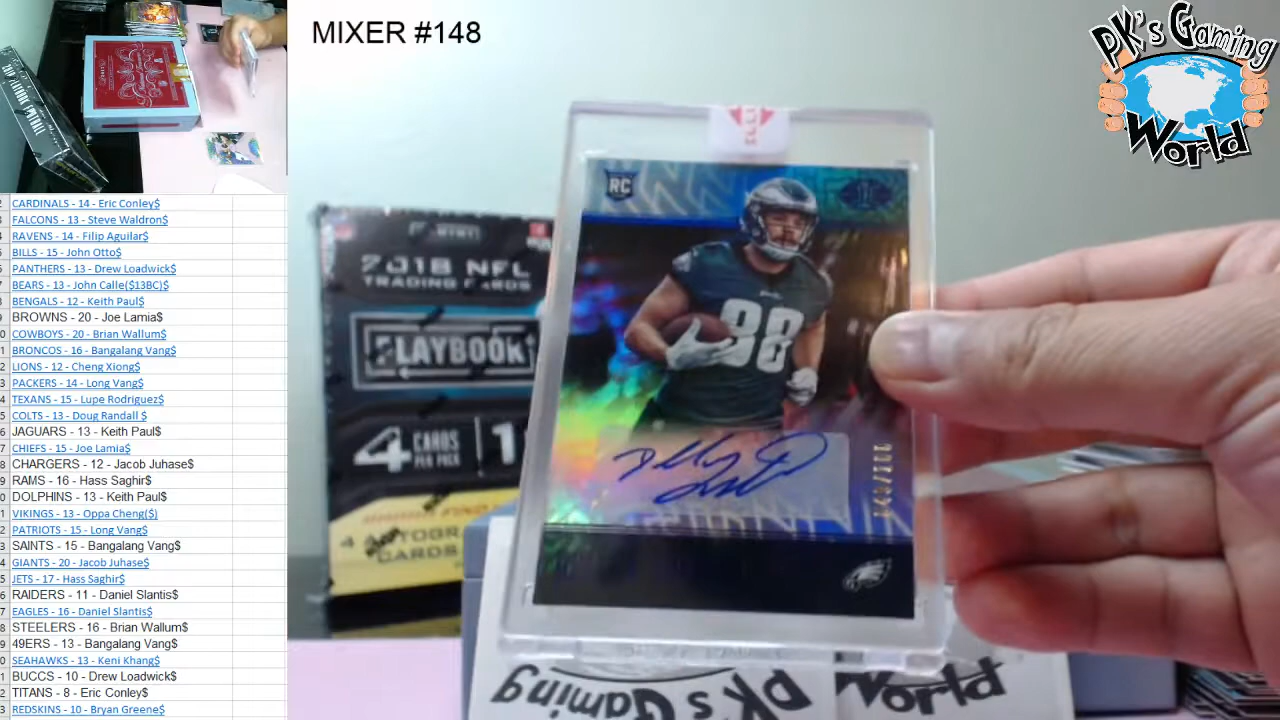 MIXER #148
PK's Gaming
World
CARDINALS - 14 - Eric Conley$
FALCONS - 13 - Steve Waldron$
RAVENS - 14 - Filip Aguilar$
BILLS - 15 - John Otto$
PANTHERS - 13 - Drew Loadwick$
BEARS - 13 - John Calle($13BC)$
BENGALS - 12 - Keith Paul$
BROWNS - 20 - Joe Lamia$
COWBOYS - 20 - Brian Wallum$
BRONCOS - 16 - Bangalang Vang$
LIONS - 12 - Cheng Xiong$
PACKERS - 14 - Long Vang$
TEXANS - 15 - Lupe Rodriguez$
COLTS - 13 - Doug Randall $
JAGUARS - 13 - Keith Paul$
CHIEFS - 15 - Joe Lamia$
CHARGERS - 12 - Jacob Juhase$
RAMS - 16 - Hass Saghir$
DOLPHINS - 13 - Keith Paul$
VIKINGS - 13 - Oppa Cheng($)
PATRIOTS - 15 - Long Vang$
SAINTS - 15 - Bangalang Vang$
GIANTS - 20 - Jacob Juhase$
JETS - 17 - Hass Saghir$
RAIDERS - 11 - Daniel Slantis$
EAGLES - 16 - Daniel Slantis$
STEELERS - 16 - Brian Wallum$
49ERS - 13 - Bangalang Vang$
SEAHAWKS - 13 - Keni Khang$
BUCCS - 10 - Drew Loadwick$
TITANS - 8 - Eric Conley$
REDSKINS - 10 - Bryan Greene$
RC
88
2018 NFL
TRADING CARDS
PLAYBOOK
4 CARDS
PER PACK
1
4 AUTOGR
CARDS
PK's Gaming
World